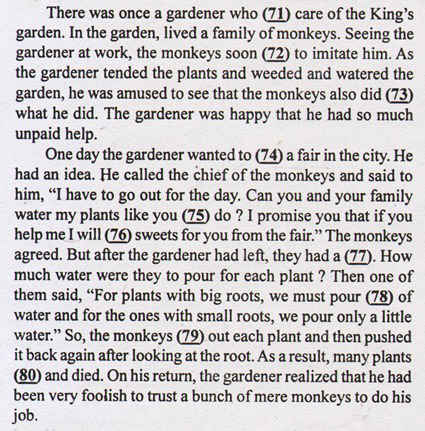 There was once a gardener who (71) care of the King's
garden. In the garden, lived a family of monkeys. Seeing the
gardener at work, the monkeys soon (72) to imitate him. As
the gardener tended the plants and weeded and watered the
garden, he was amused to see that the monkeys also did (73)
what he did. The gardener was happy that he had so much
unpaid help.
One day the gardener wanted to (74) a fair in the city. He
had an idea. He called the chief of the monkeys and said to
him, “I have to go out for the day. Can you and your family
water my plants like you (75) do ? I promise you that if you
help me I will (76) sweets for you from the fair.” The monkeys
agreed. But after the gardener had left, they had a (77). How
much water were they to pour for each plant ? Then one of
them said, “For plants with big roots, we must pour (78) of
water and for the ones with small roots, we pour only a little
water.” So, the monkeys (79) out each plant and then pushed
it back again after looking at the root. As a result, many plants
(80) and died. On his return, the gardener realized that he had
been very foolish to trust a bunch of mere monkeys to do his
job.